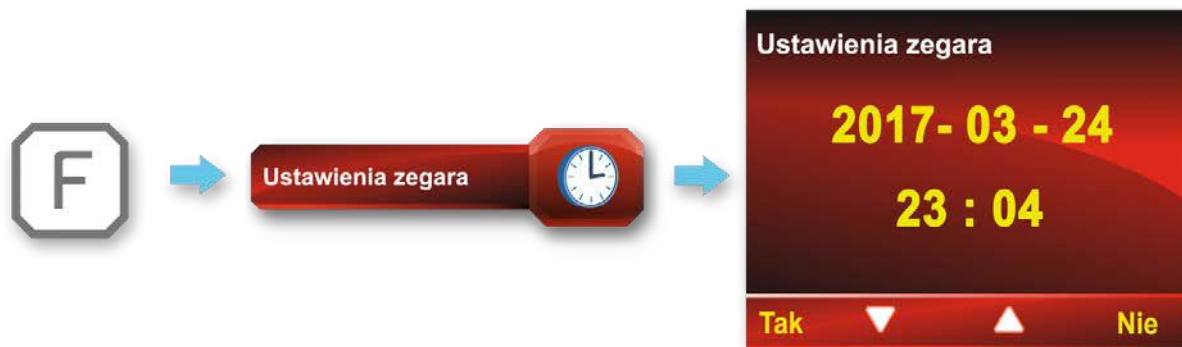 F
Ustawienia zegara
Ustawienia zegara
2017- 03 - 24
23 : 04
Tak Nie